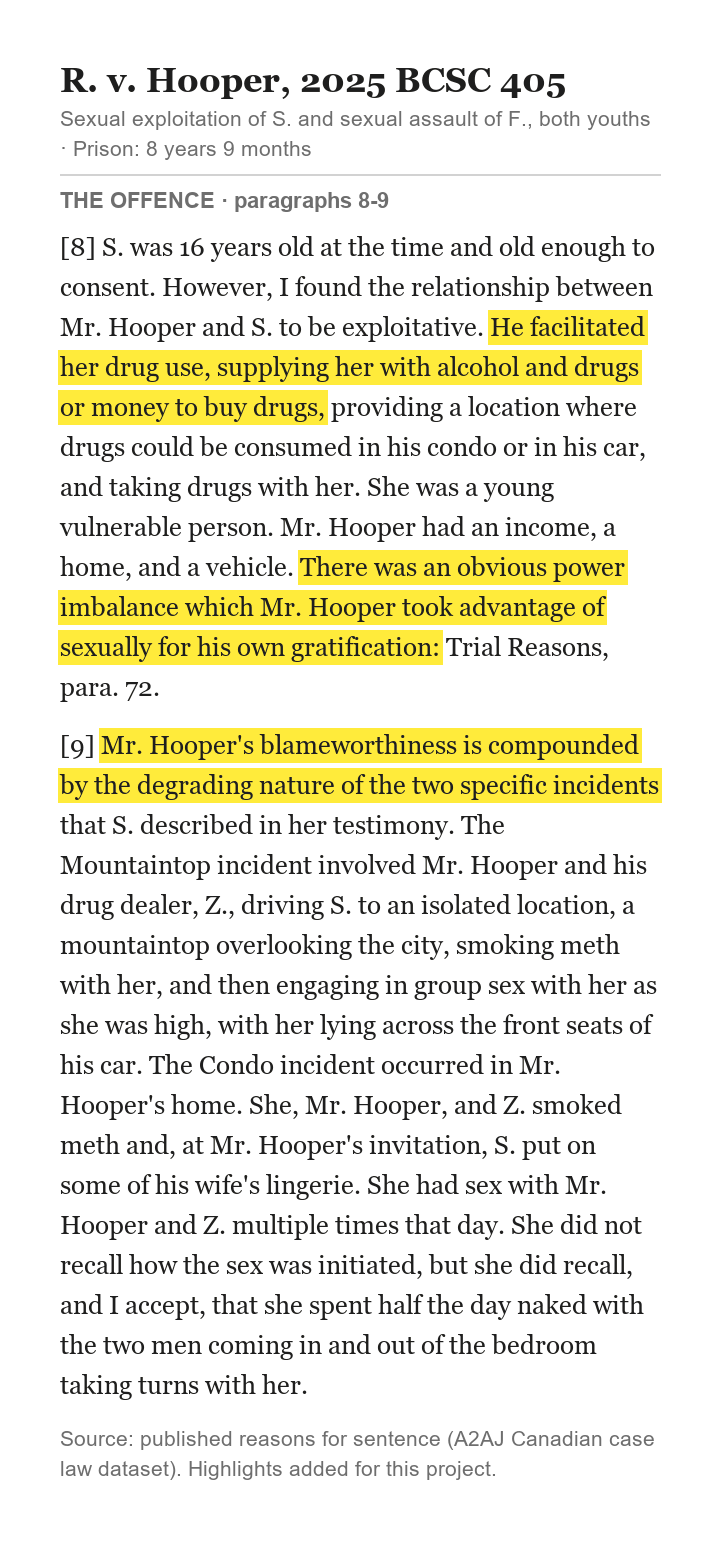 R. v. Hooper, 2025 BCSC 405
Sexual exploitation of S. and sexual assault of F., both youths
· Prison: 8 years 9 months
THE OFFENCE · paragraphs 8-9
[8] S. was 16 years old at the time and old enough to
consent. However, I found the relationship between
Mr. Hooper and S. to be exploitative. He facilitated
her drug use, supplying her with alcohol and drugs
or money to buy drugs, providing a location where
drugs could be consumed in his condo or in his car,
and taking drugs with her. She was a young
vulnerable person. Mr. Hooper had an income, a
home, and a vehicle. There was an obvious power
imbalance which Mr. Hooper took advantage of
sexually for his own gratification: Trial Reasons,
para. 72.
[9] Mr. Hooper's blameworthiness is compounded
by the degrading nature of the two specific incidents
that S. described in her testimony. The
Mountaintop incident involved Mr. Hooper and his
drug dealer, Z., driving S. to an isolated location, a
mountaintop overlooking the city, smoking meth
with her, and then engaging in group sex with her as
she was high, with her lying across the front seats of
his car. The Condo incident occurred in Mr.
Hooper's home. She, Mr. Hooper, and Z. smoked
meth and, at Mr. Hooper's invitation, S. put on
some of his wife's lingerie. She had sex with Mr.
Hooper and Z. multiple times that day. She did not
recall how the sex was initiated, but she did recall,
and I accept, that she spent half the day naked with
the two men coming in and out of the bedroom
taking turns with her.
Source: published reasons for sentence (A2AJ Canadian case
law dataset). Highlights added for this project.